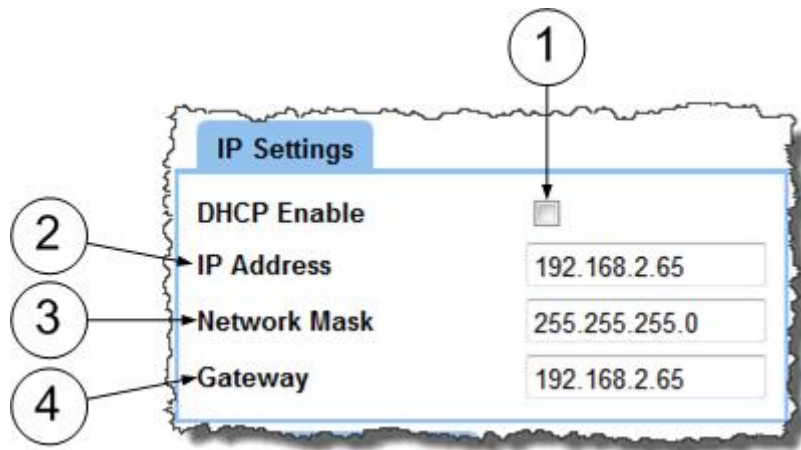 1
IP Settings
DHCP Enable
2
IP Address 192.168.2.65
3
Network Mask 255.255.255.0
4
Gateway 192.168.2.65